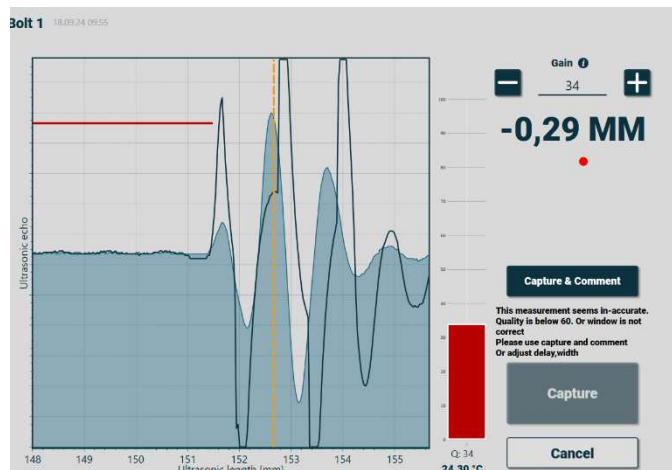 Bolt 1 18.09.24 09:55
Gain i
34
-0,29 MM
100
90
80
70
60
50
40
30
20
10
0
Ultrasonic echo
148 149 150 151 152 153 154 155
Ultrasonic length [mm]
Q: 34
24,30 °C
Capture & Comment
This measurement seems in-accurate.
Quality is below 60. Or window is not
correct
Please use capture and comment
Or adjust delay,width
Capture
Cancel